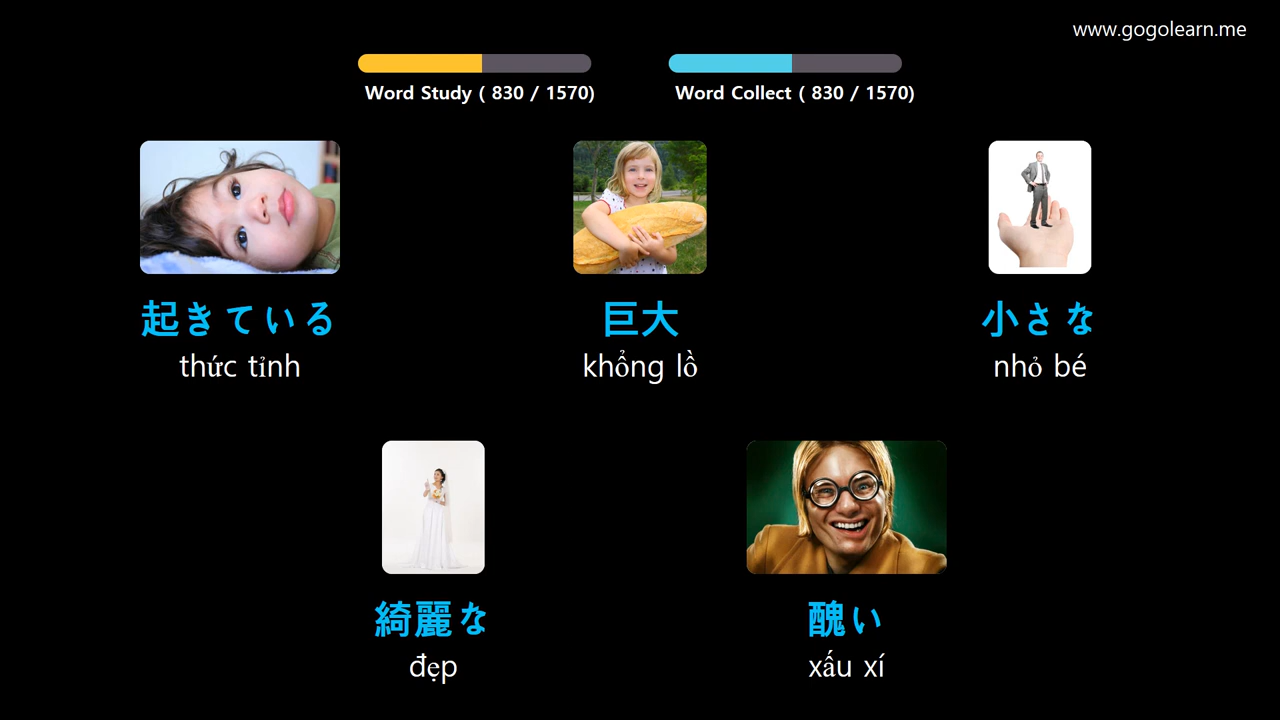 www.gogolearn.me
Word Study ( 830 / 1570)
Word Collect ( 830 / 1570)
起きている
thức tỉnh
巨大
khổng lồ
小さな
nhỏ bé
綺麗な
đẹp
醜い
xấu xí